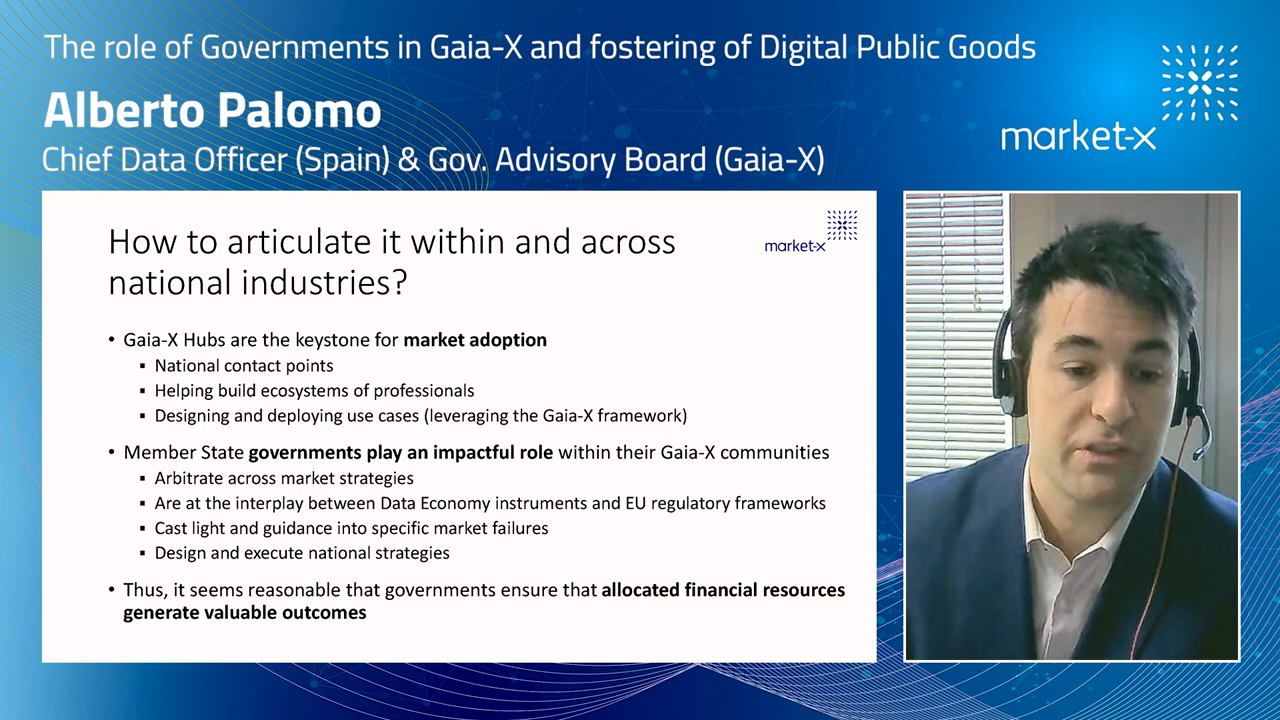 The role of Governments in Gaia-X and fostering of Digital Public Goods
Alberto Palomo
Chief Data Officer (Spain) & Gov. Advisory Board (Gaia-X)
market-x
How to articulate it within and across
national industries?
market-x
• Gaia-X Hubs are the keystone for market adoption
▪ National contact points
▪ Helping build ecosystems of professionals
▪ Designing and deploying use cases (leveraging the Gaia-X framework)
• Member State governments play an impactful role within their Gaia-X communities
▪ Arbitrate across market strategies
▪ Are at the interplay between Data Economy instruments and EU regulatory frameworks
▪ Cast light and guidance into specific market failures
▪ Design and execute national strategies
• Thus, it seems reasonable that governments ensure that allocated financial resources
generate valuable outcomes